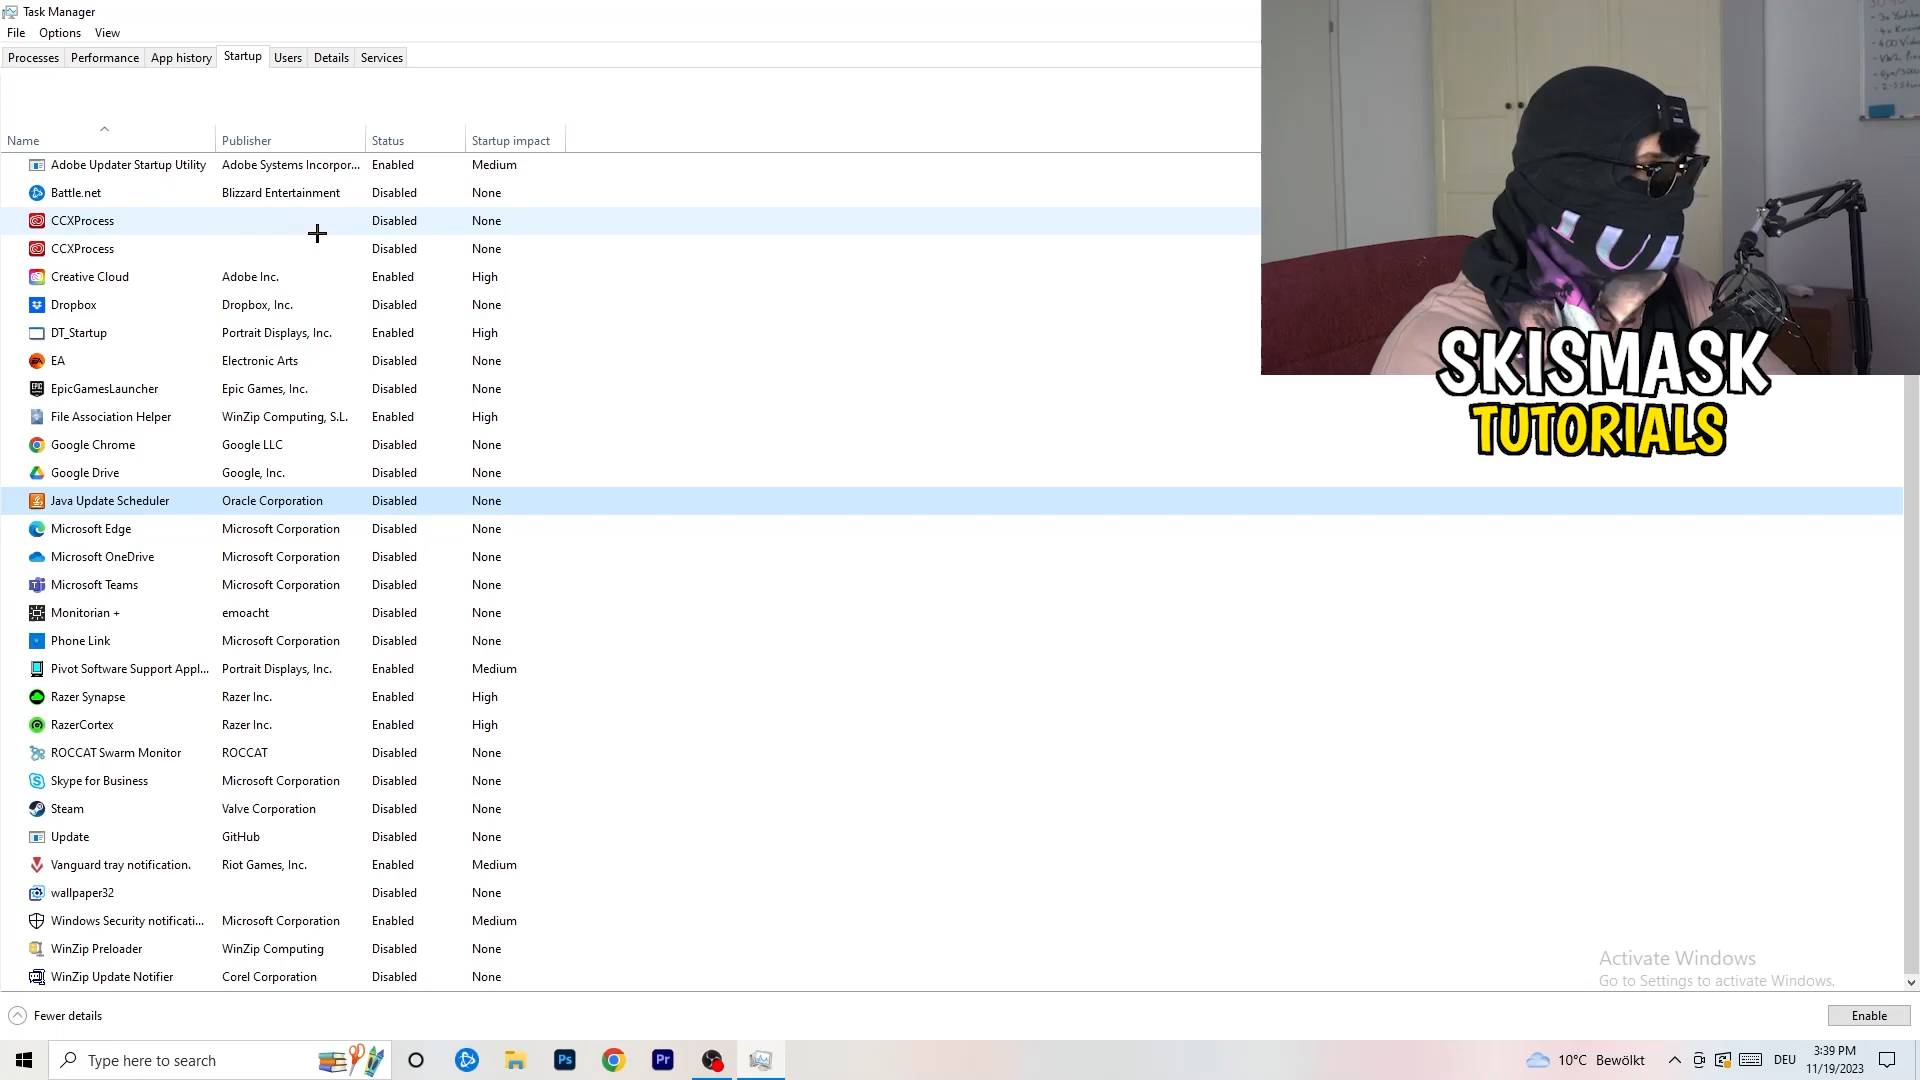 Task Manager
File Options View
Processes Performance App history Startup Users Details Services
Name Publisher Status Startup impact
Adobe Updater Startup Utility Adobe Systems Incorpor... Enabled Medium
Battle.net Blizzard Entertainment Disabled None
CCXProcess Disabled None
CCXProcess Disabled None
Creative Cloud Adobe Inc. Enabled High
Dropbox Dropbox, Inc. Disabled None
DT_Startup Portrait Displays, Inc. Enabled High
EA Electronic Arts Disabled None
EpicGamesLauncher Epic Games, Inc. Disabled None
File Association Helper WinZip Computing, S.L. Enabled High
Google Chrome Google LLC Disabled None
Google Drive Google, Inc. Disabled None
Java Update Scheduler Oracle Corporation Disabled None
Microsoft Edge Microsoft Corporation Disabled None
Microsoft OneDrive Microsoft Corporation Disabled None
Microsoft Teams Microsoft Corporation Disabled None
Monitorian + emoacht Disabled None
Phone Link Microsoft Corporation Disabled None
Pivot Software Support Appl... Portrait Displays, Inc. Enabled Medium
Razer Synapse Razer Inc. Enabled High
RazerCortex Razer Inc. Enabled High
ROCCAT Swarm Monitor ROCCAT Disabled None
Skype for Business Microsoft Corporation Disabled None
Steam Valve Corporation Disabled None
Update GitHub Disabled None
Vanguard tray notification. Riot Games, Inc. Enabled Medium
wallpaper32 Disabled None
Windows Security notificati... Microsoft Corporation Enabled Medium
WinZip Preloader WinZip Computing Disabled None
WinZip Update Notifier Corel Corporation Disabled None
SKISMASK
TUTORIALS
Activate Windows
Go to Settings to activate Windows.
Fewer details
Enable
Type here to search
Ps
Pr
10°C Bewölkt
DEU
3:39 PM
11/19/2023